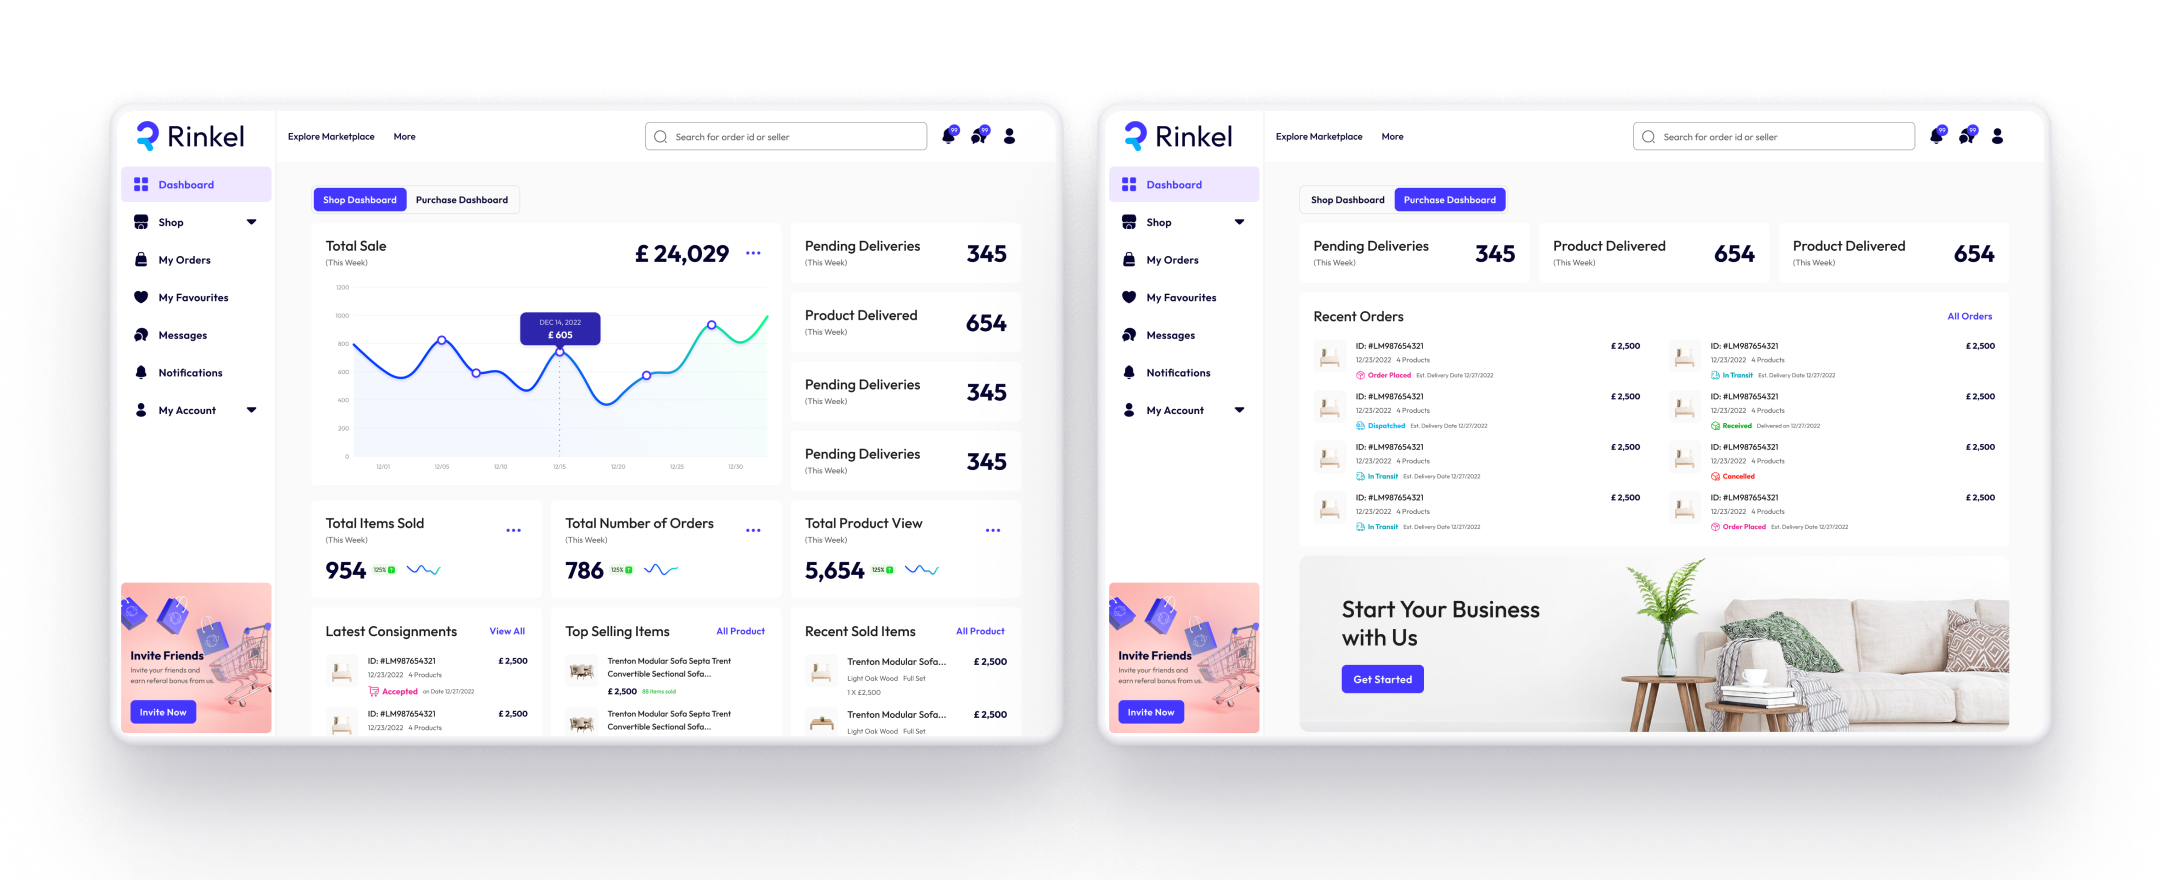 Rinkel
Explore Marketplace
More
Search for order id or seller
99
99
Dashboard
Shop
My Orders
My Favourites
Messages
Notifications
My Account
Invite Friends
Invite your friends and
earn referal bonus from us.
Invite Now
Shop Dashboard
Purchase Dashboard
Total Sale
(This Week)
£ 24,029
1200
1000
800
600
400
200
0
DEC 14, 2022
£ 605
12/01
12/05
12/10
12/15
12/20
12/25
12/30
Pending Deliveries
(This Week)
345
Product Delivered
(This Week)
654
Pending Deliveries
(This Week)
345
Pending Deliveries
(This Week)
345
Total Items Sold
(This Week)
954
125%
Total Number of Orders
(This Week)
786
125%
Total Product View
(This Week)
5,654
125%
Latest Consignments
View All
ID: #LM987654321
£ 2,500
12/23/2022 4 Products
Accepted on Date 12/27/2022
ID: #LM987654321
£ 2,500
12/23/2022 4 Products
Top Selling Items
All Product
Trenton Modular Sofa Septa Trent
Convertible Sectional Sofa...
£ 2,500 88 items sold
Trenton Modular Sofa Septa Trent
Convertible Sectional Sofa...
Recent Sold Items
All Product
Trenton Modular Sofa...
£ 2,500
Light Oak Wood Full Set
1 X £2,500
Trenton Modular Sofa...
£ 2,500
Light Oak Wood Full Set
Rinkel
Explore Marketplace
More
Search for order id or seller
99
99
Dashboard
Shop
My Orders
My Favourites
Messages
Notifications
My Account
Invite Friends
Invite your friends and
earn referal bonus from us.
Invite Now
Shop Dashboard
Purchase Dashboard
Pending Deliveries
(This Week)
345
Product Delivered
(This Week)
654
Product Delivered
(This Week)
654
Recent Orders
All Orders
ID: #LM987654321
£ 2,500
12/23/2022 4 Products
Order Placed Est. Delivery Date 12/27/2022
ID: #LM987654321
£ 2,500
12/23/2022 4 Products
In Transit Est. Delivery Date 12/27/2022
ID: #LM987654321
£ 2,500
12/23/2022 4 Products
Dispatched Est. Delivery Date 12/27/2022
ID: #LM987654321
£ 2,500
12/23/2022 4 Products
Received Delivered on 12/27/2022
ID: #LM987654321
£ 2,500
12/23/2022 4 Products
In Transit Est. Delivery Date 12/27/2022
ID: #LM987654321
£ 2,500
12/23/2022 4 Products
Cancelled
ID: #LM987654321
£ 2,500
12/23/2022 4 Products
In Transit Est. Delivery Date 12/27/2022
ID: #LM987654321
£ 2,500
12/23/2022 4 Products
Order Placed Est. Delivery Date 12/27/2022
Start Your Business
with Us
Get Started